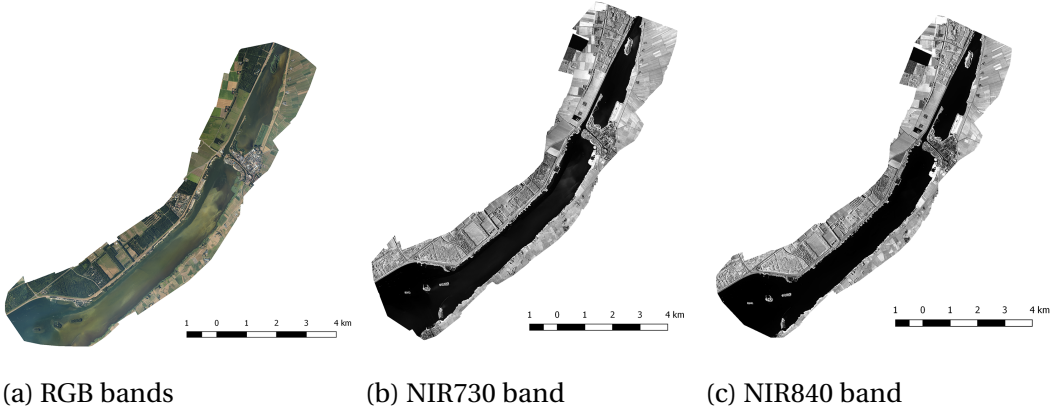 1 0 1 2 3 4 km
1 0 1 2 3 4 km
1 0 1 2 3 4 km
(a) RGB bands
(b) NIR730 band
(c) NIR840 band